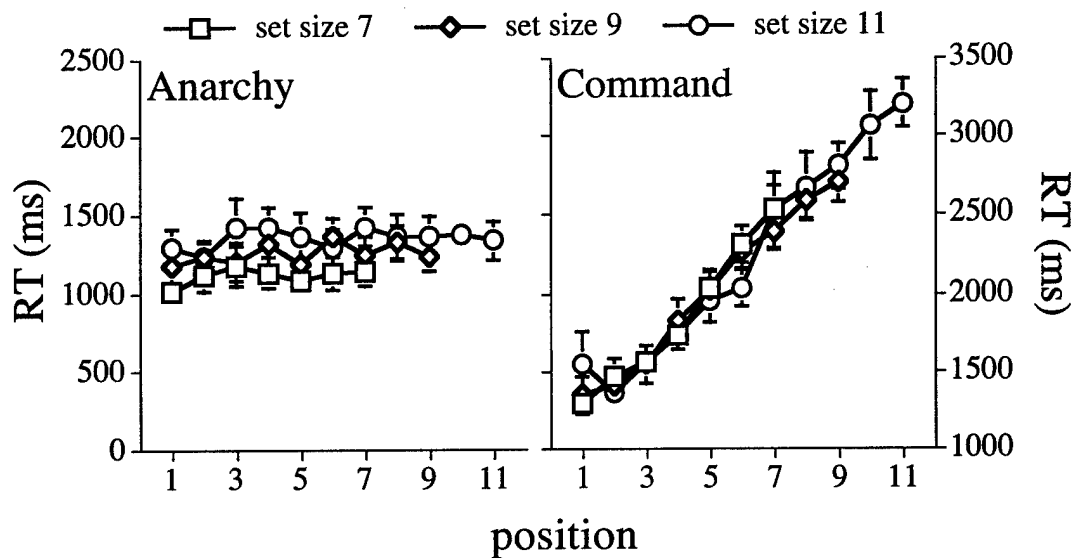 set size 7 set size 9 set size 11
Anarchy
Command
2500
2000
1500
1000
500
0
RT (ms)
3500
3000
2500
2000
1500
1000
RT (ms)
1 3 5 7 9 11
1 3 5 7 9 11
position